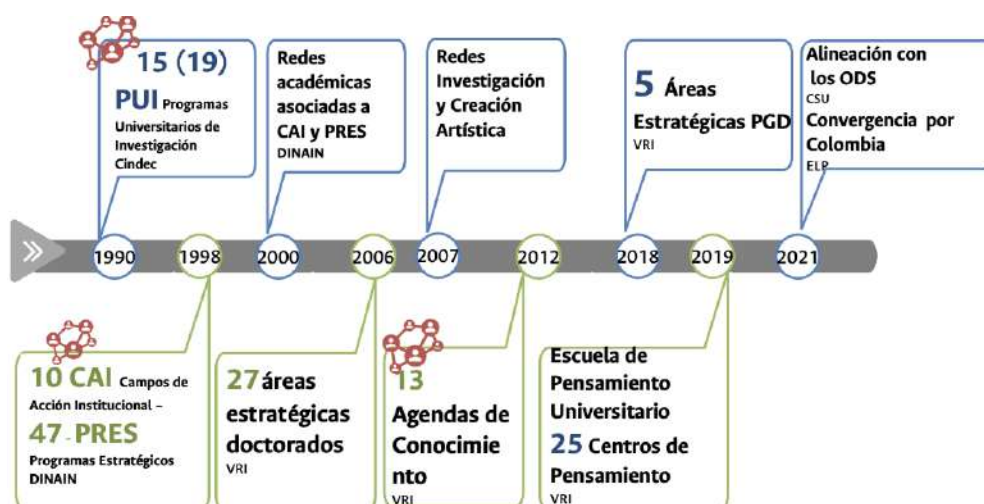 15 (19)
PUI Programas
Universitarios de
Investigación
Cindec
Redes
académicas
asociadas a
CAI y PRES
DINAIN
Redes
Investigación
y Creación
Artística
5 Áreas
Estratégicas PGD
VRI
Alineación con
los ODS
CSU
Convergencia por
Colombia
ELP
1990 1998 2000 2006 2007 2012 2018 2019 2021
10 CAI Campos de
Acción Institucional –
47 - PRES
Programas Estratégicos
DINAIN
27 áreas
estratégicas
doctorados
VRI
13
Agendas de
Conocimie
nto
VRI
Escuela de
Pensamiento
Universitario
25 Centros de
Pensamiento
VRI